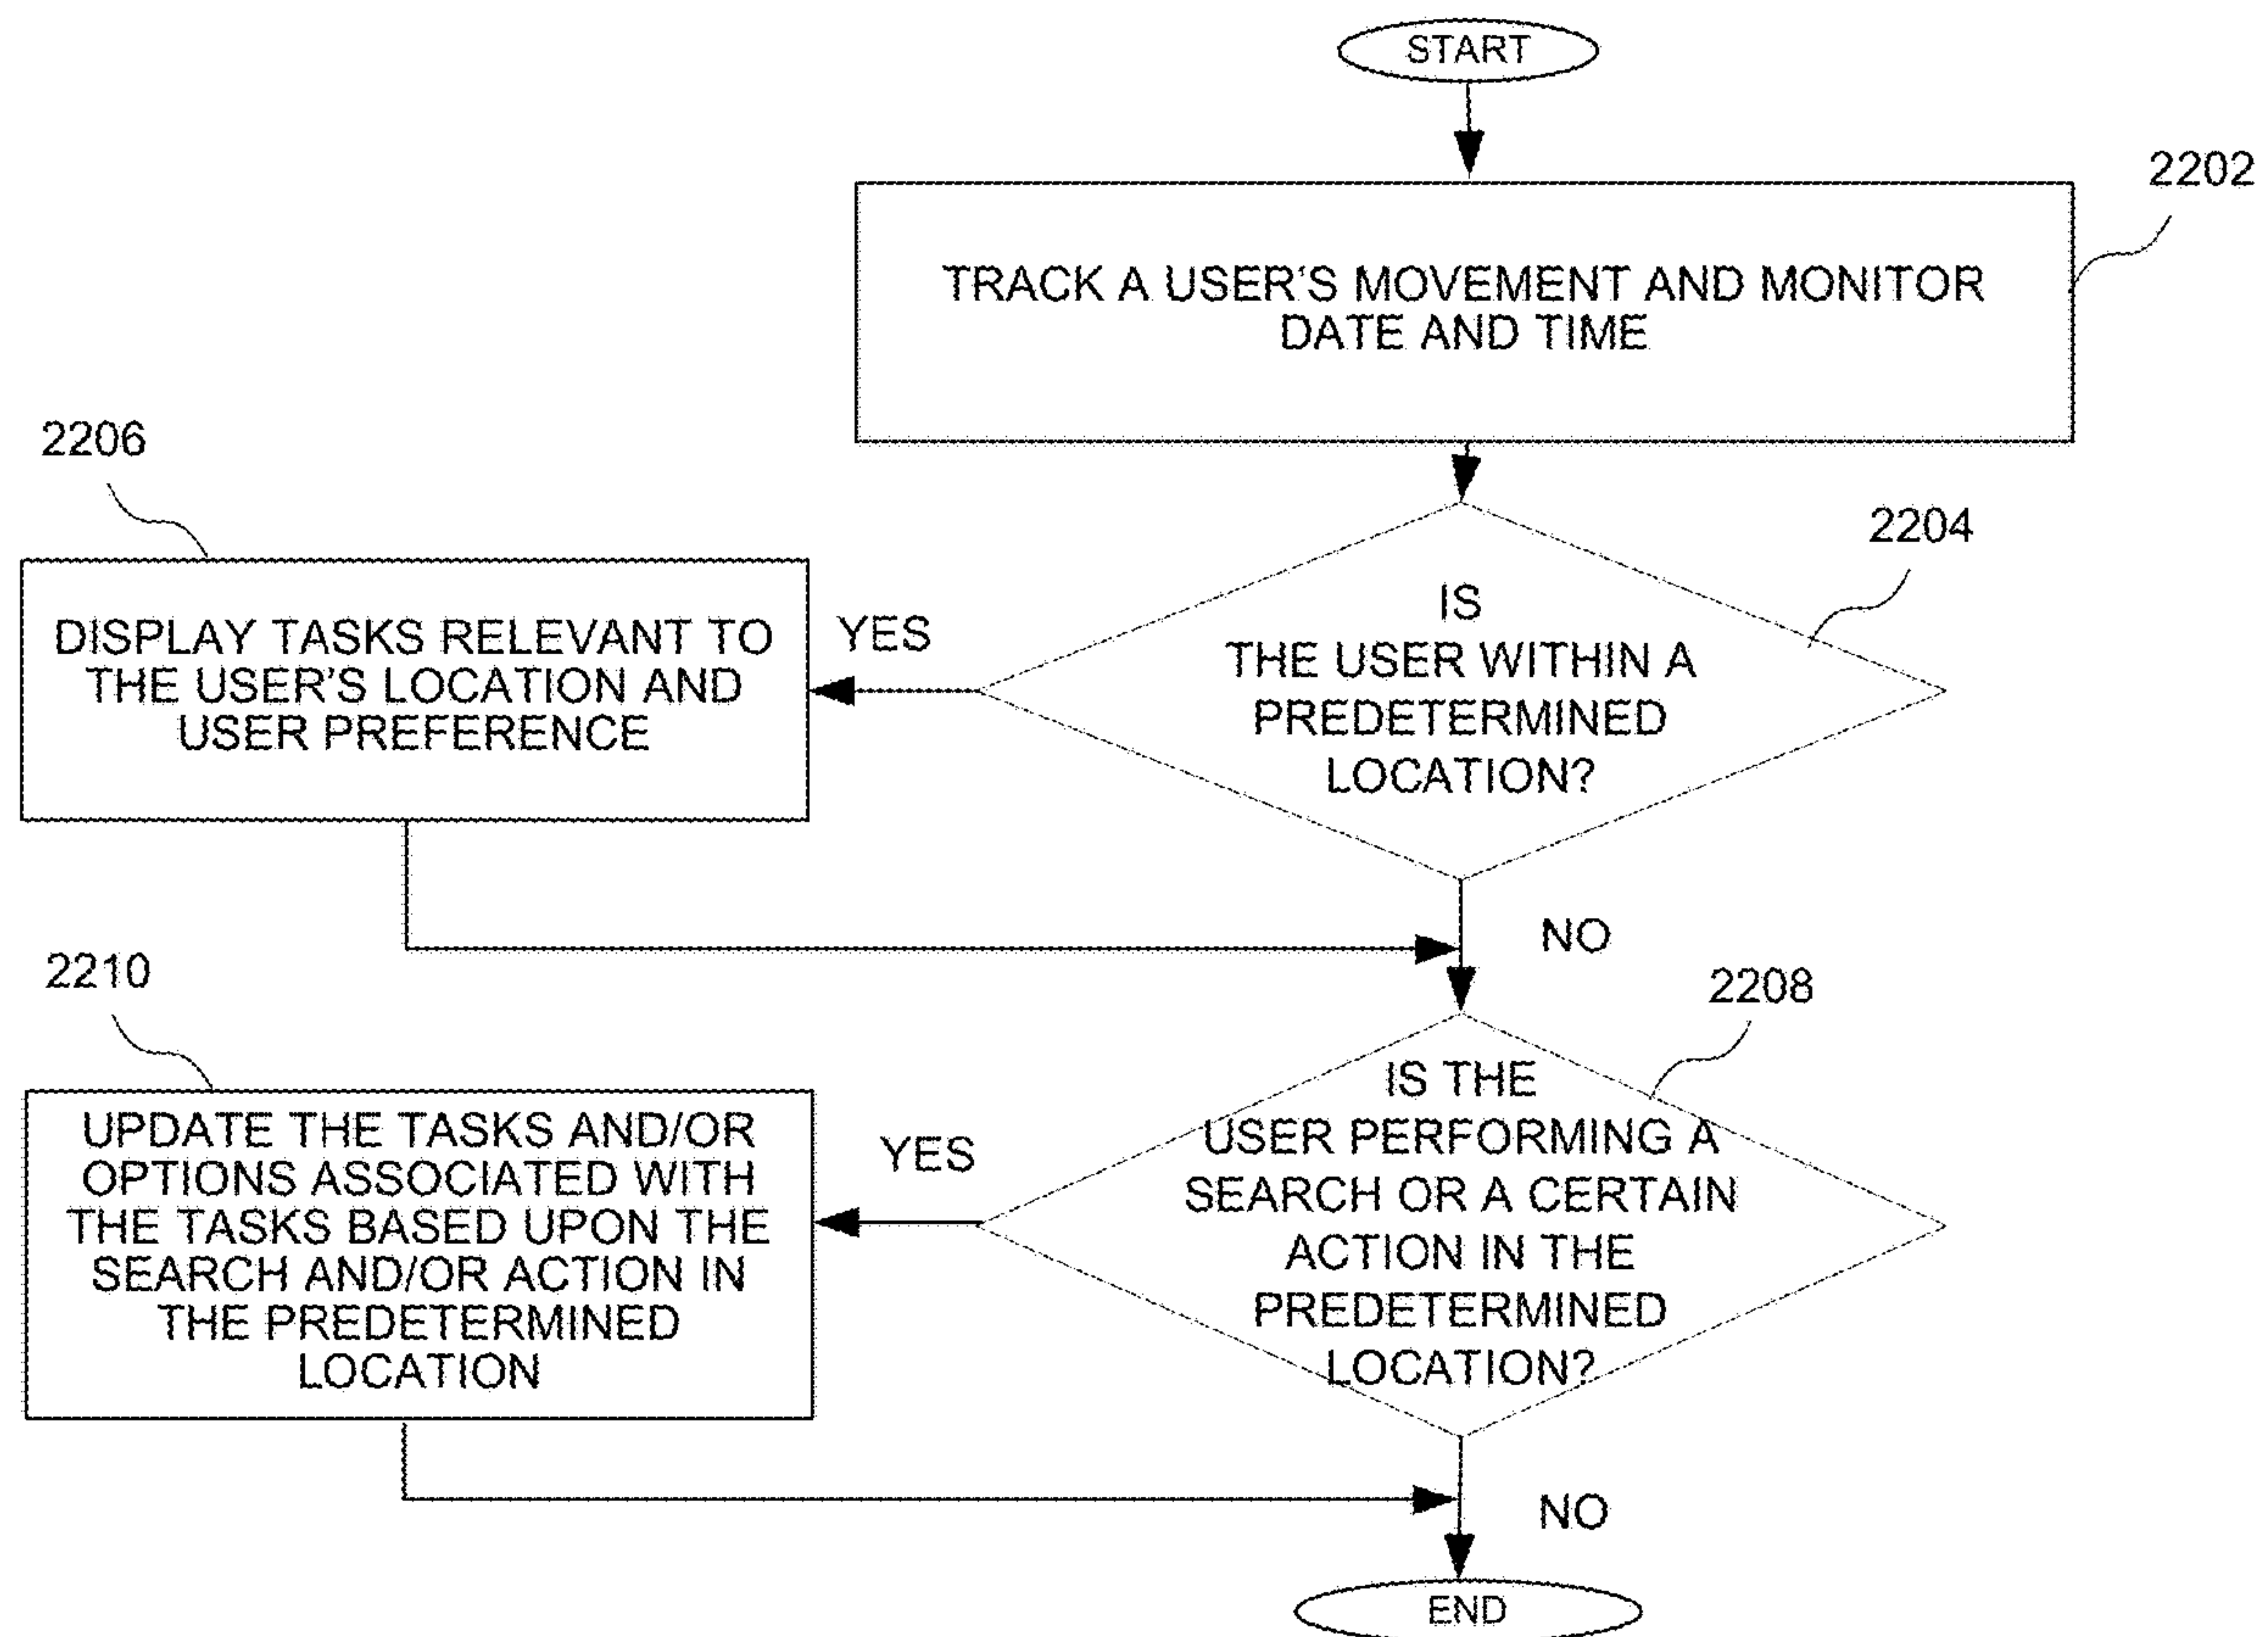 START
2202
TRACK A USER'S MOVEMENT AND MONITOR
DATE AND TIME
2206
2204
DISPLAY TASKS RELEVANT TO
THE USER'S LOCATION AND
USER PREFERENCE
YES
IS
THE USER WITHIN A
PREDETERMINED
LOCATION?
NO
2210
2208
UPDATE THE TASKS AND/OR
OPTIONS ASSOCIATED WITH
THE TASKS BASED UPON THE
SEARCH AND/OR ACTION IN
THE PREDETERMINED
LOCATION
YES
IS THE
USER PERFORMING A
SEARCH OR A CERTAIN
ACTION IN THE
PREDETERMINED
LOCATION?
NO
END